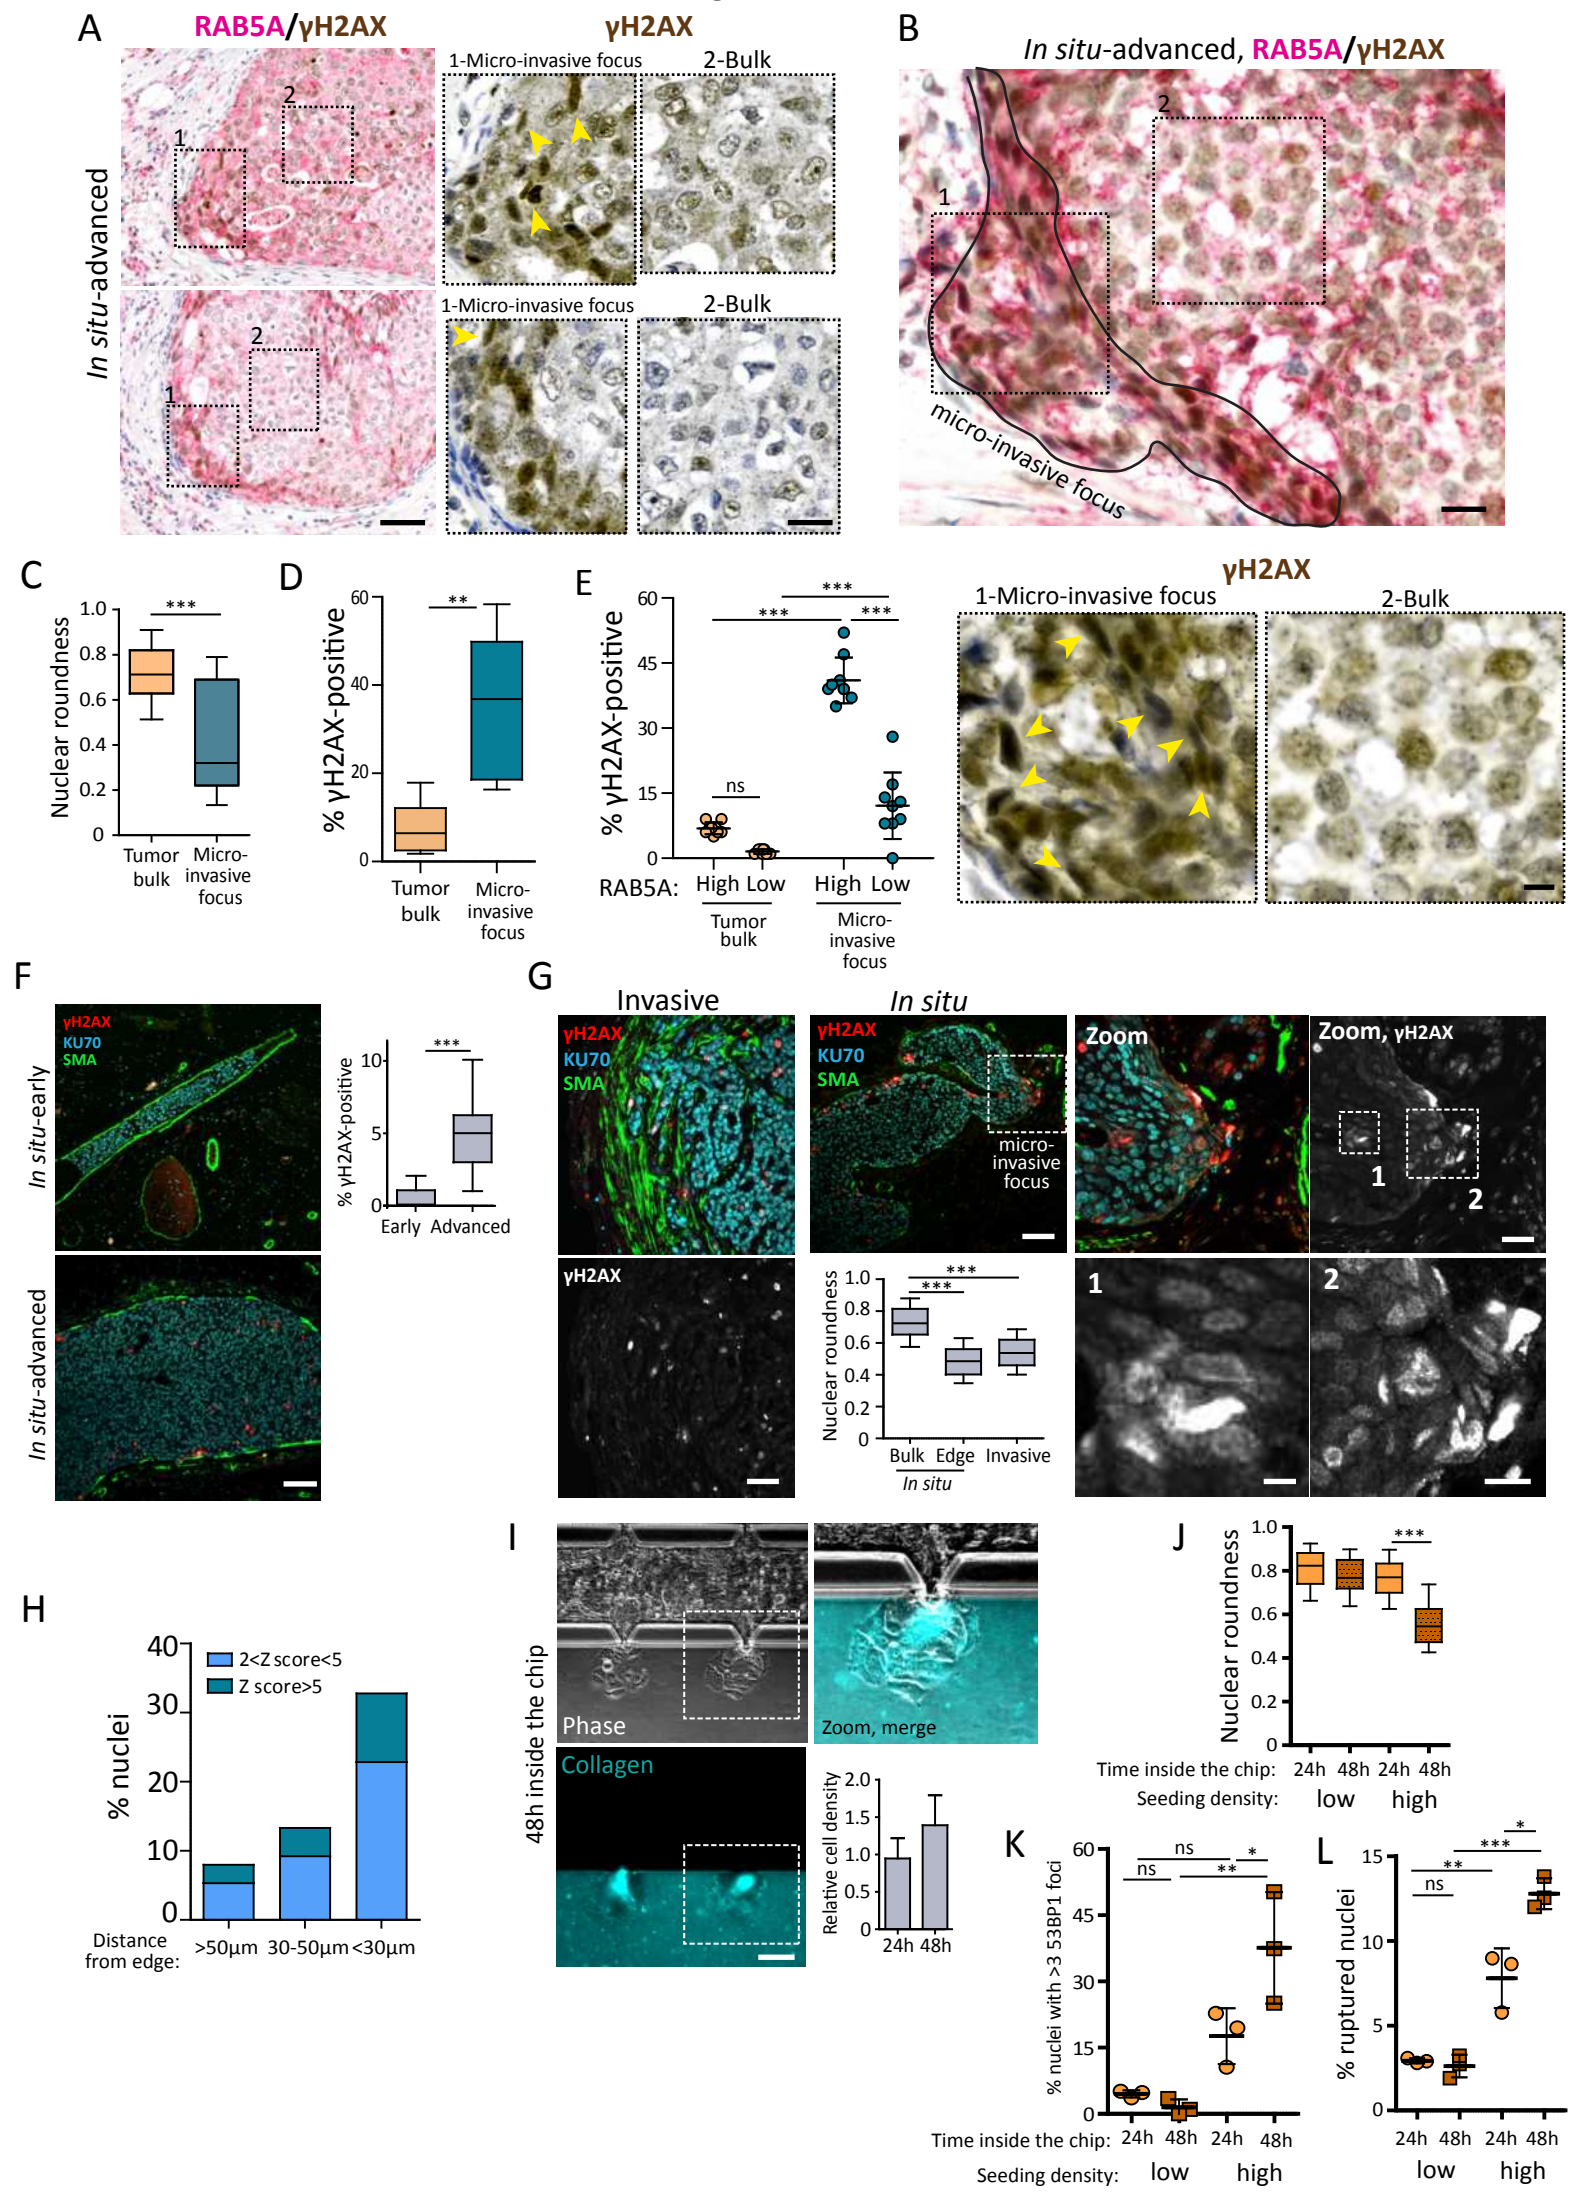 A
RAB5A/γH2AX
γH2AX
1-Micro-invasive focus
2-Bulk
In situ-advanced
1
2
1-Micro-invasive focus
2-Bulk
1
2
B
In situ-advanced, RAB5A/γH2AX
1
2
micro-invasive focus
γH2AX
1-Micro-invasive focus
2-Bulk
C
Nuclear roundness
1.0
0.8
0.6
0.4
0.2
0
***
Tumor
bulk
Micro-
invasive
focus
D
% γH2AX-positive
60
40
20
0
**
Tumor
bulk
Micro-
invasive
focus
E
% γH2AX-positive
60
45
30
15
0
***
***
***
ns
RAB5A: High Low High Low
Tumor
bulk
Micro-
invasive
focus
F
In situ-early
γH2AX
KU70
SMA
In situ-advanced
% γH2AX-positive
10
5
0
***
Early Advanced
G
Invasive
γH2AX
KU70
SMA
γH2AX
In situ
γH2AX
KU70
SMA
micro-
invasive
focus
Zoom
Zoom, γH2AX
1
2
1
2
Nuclear roundness
1.0
0.8
0.6
0.4
0.2
0
***
***
Bulk Edge Invasive
In situ
H
% nuclei
40
30
20
10
0
2<Z score<5
Z score>5
Distance
from edge:
>50μm 30-50μm <30μm
I
48h inside the chip
Phase
Zoom, merge
Collagen
Relative cell density
2.0
1.5
1.0
0.5
0
24h 48h
J
Nuclear roundness
1.0
0.8
0.6
0.4
0.2
0
***
Time inside the chip: 24h 48h 24h 48h
Seeding density: low high
K
% nuclei with >3 53BP1 foci
60
45
30
15
0
ns
ns
*
**
Time inside the chip: 24h 48h 24h 48h
Seeding density: low high
L
% ruptured nuclei
15
10
5
0
*
***
**
ns
24h 48h 24h 48h
low high